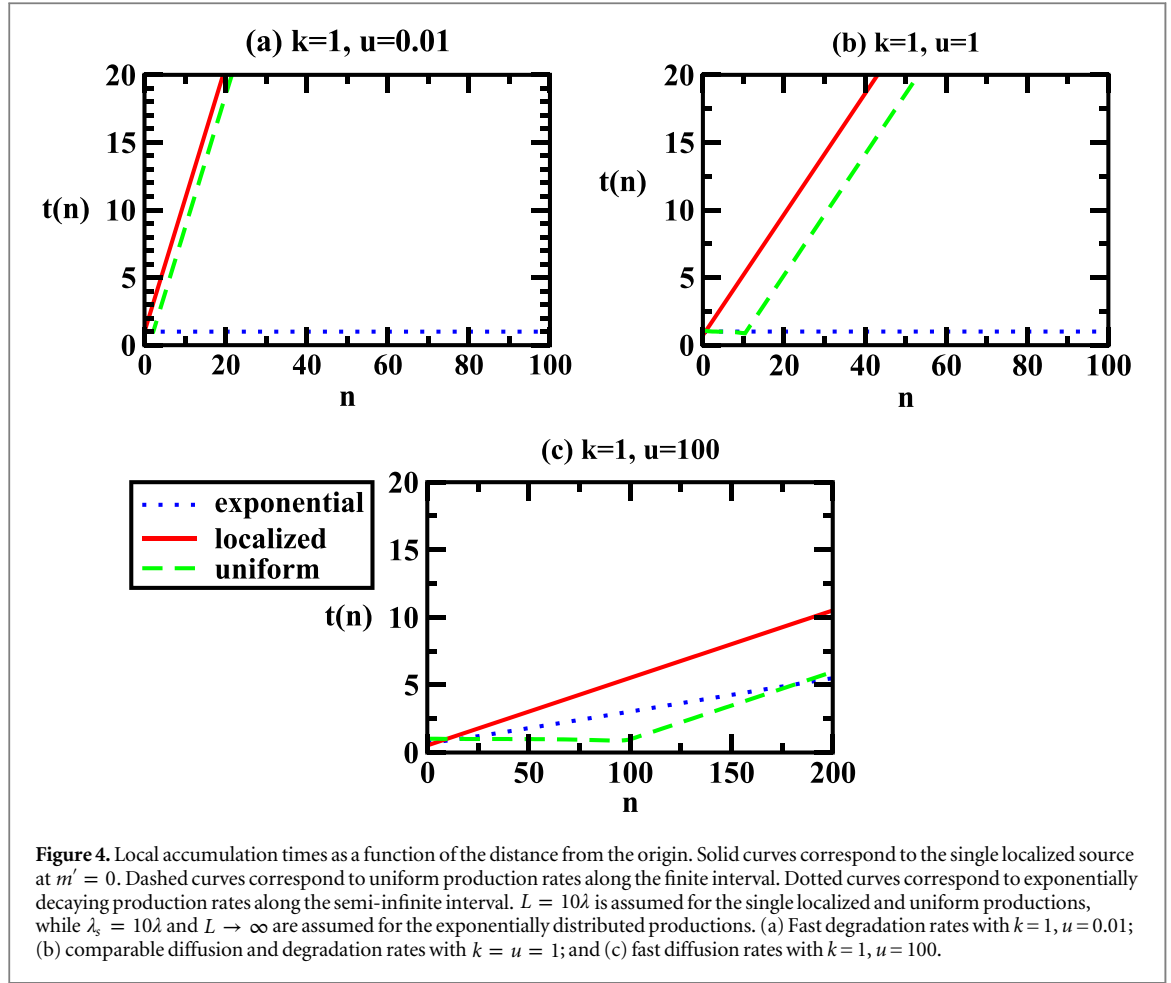 (a) k=1, u=0.01
20
15
t(n)
10
5
0
0 20 40 60 80 100
n
(b) k=1, u=1
20
15
t(n)
10
5
0
0 20 40 60 80 100
n
(c) k=1, u=100
exponential
localized
uniform
20
15
t(n)
10
5
0
0 50 100 150 200
n
Figure 4. Local accumulation times as a function of the distance from the origin. Solid curves correspond to the single localized source
at m′ = 0. Dashed curves correspond to uniform production rates along the finite interval. Dotted curves correspond to exponentially
decaying production rates along the semi-infinite interval. L = 10λ is assumed for the single localized and uniform productions,
while λs = 10λ and L → ∞ are assumed for the exponentially distributed productions. (a) Fast degradation rates with k = 1, u = 0.01;
(b) comparable diffusion and degradation rates with k = u = 1; and (c) fast diffusion rates with k = 1, u = 100.